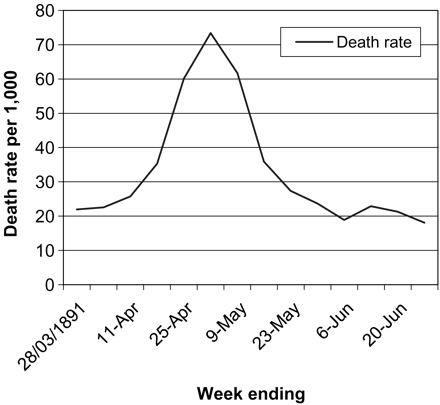 80
70
60
50
40
30
20
10
0
Death rate per 1,000
Death rate
28/03/1891
11-Apr
25-Apr
9-May
23-May
6-Jun
20-Jun
Week ending